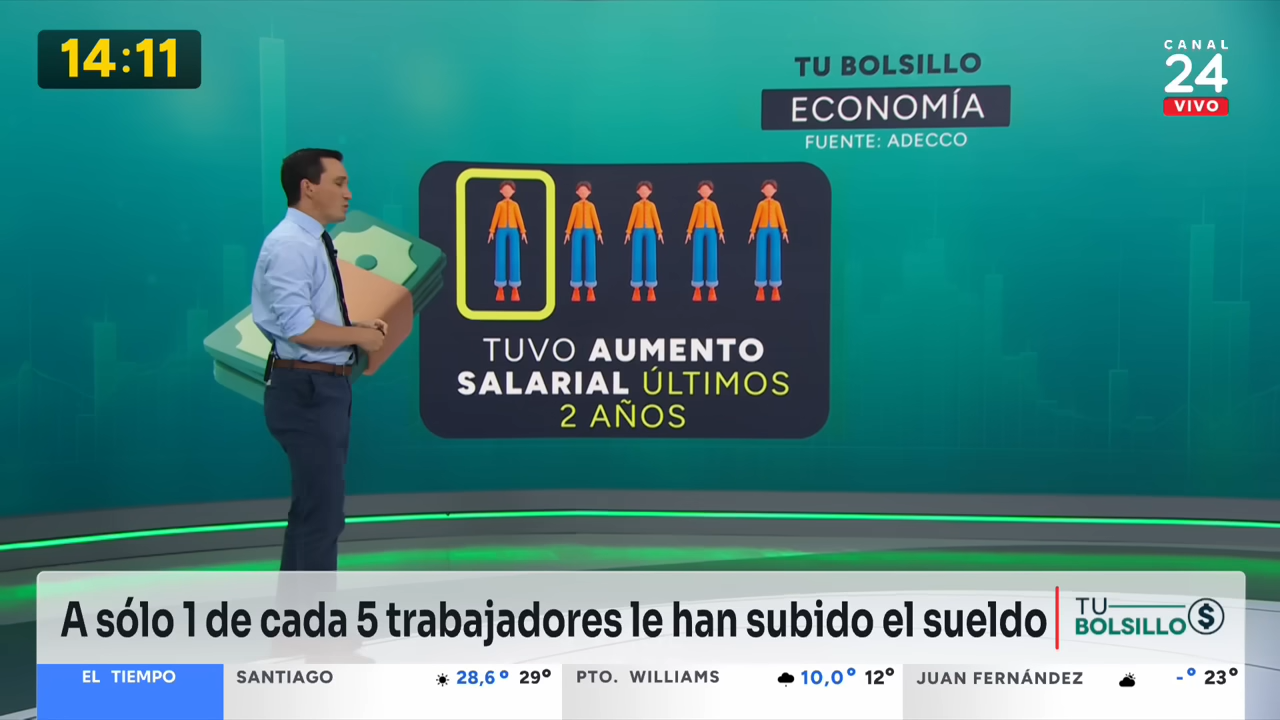 14:11
TU BOLSILLO
ECONOMÍA
FUENTE: ADECCO
CANAL
24
VIVO
TUVO AUMENTO
SALARIAL ÚLTIMOS
2 AÑOS
A sólo 1 de cada 5 trabajadores le han subido el sueldo
TU
BOLSILLO $
EL TIEMPO
SANTIAGO 28,6° 29°
PTO. WILLIAMS 10,0° 12°
JUAN FERNÁNDEZ -° 23°